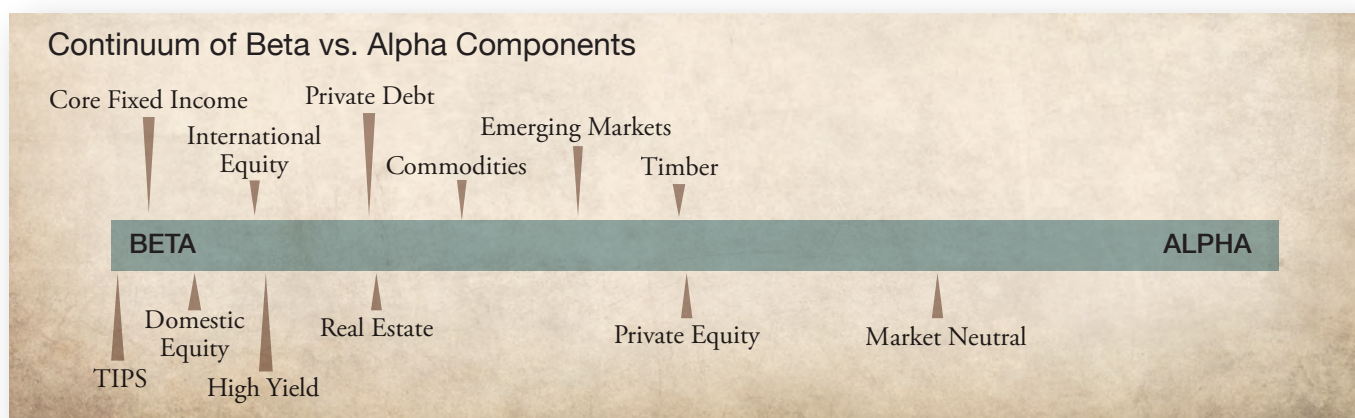 Continuum of Beta vs. Alpha Components
Core Fixed Income
Private Debt
International
Equity
Emerging Markets
Commodities
Timber
BETA
ALPHA
Domestic
Equity
Real Estate
Private Equity
Market Neutral
TIPS
High Yield